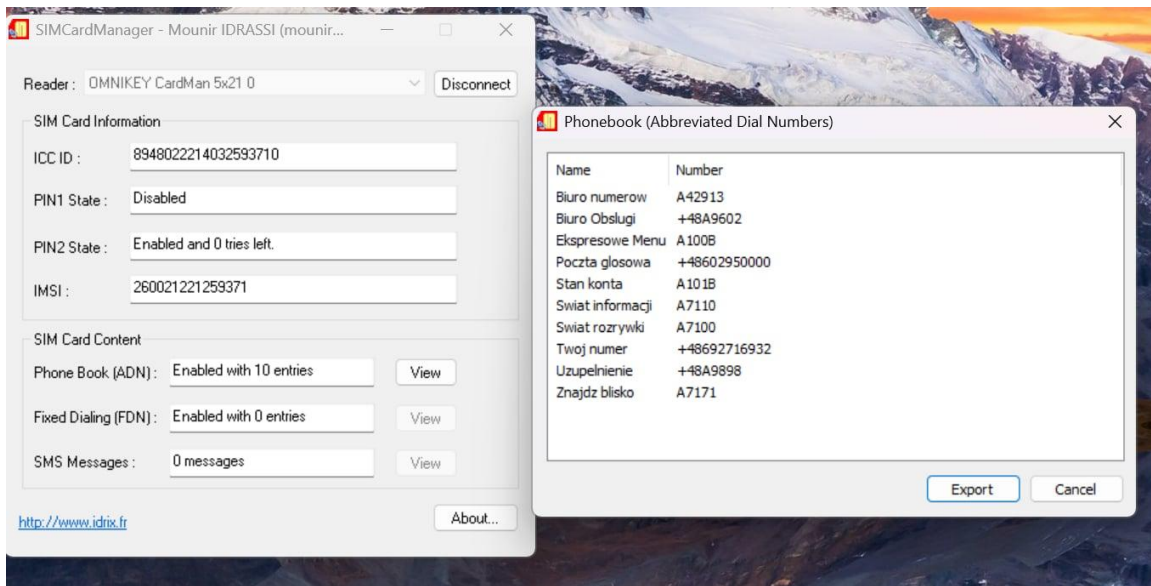 SIMCardManager - Mounir IDRASSI (mounir...
Reader : OMNIKEY CardMan 5x21 0 Disconnect
SIM Card Information
ICC ID : 8948022214032593710
PIN1 State : Disabled
PIN2 State : Enabled and 0 tries left.
IMSI : 260021221259371
SIM Card Content
Phone Book (ADN) : Enabled with 10 entries View
Fixed Dialing (FDN) : Enabled with 0 entries View
SMS Messages : 0 messages View
http://www.idrix.fr About...
Phonebook (Abbreviated Dial Numbers)
Name Number
Biuro numerow A42913
Biuro Obslugi +48A9602
Ekspresowe Menu A100B
Poczta glosowa +48602950000
Stan konta A101B
Swiat informacji A7110
Swiat rozrywki A7100
Twoj numer +48692716932
Uzupelnienie +48A9898
Znajdz blisko A7171
Export Cancel